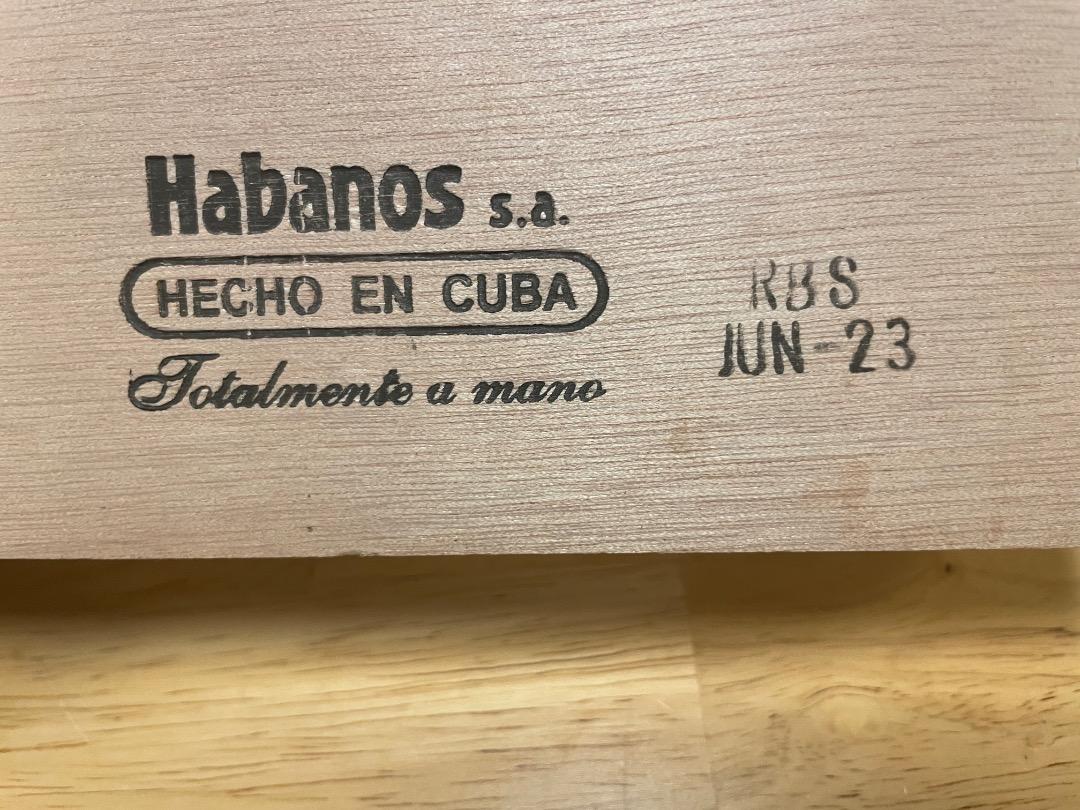 Habanos s.a.
HECHO EN CUBA
Totalmente a mano
RBS
JUN-23